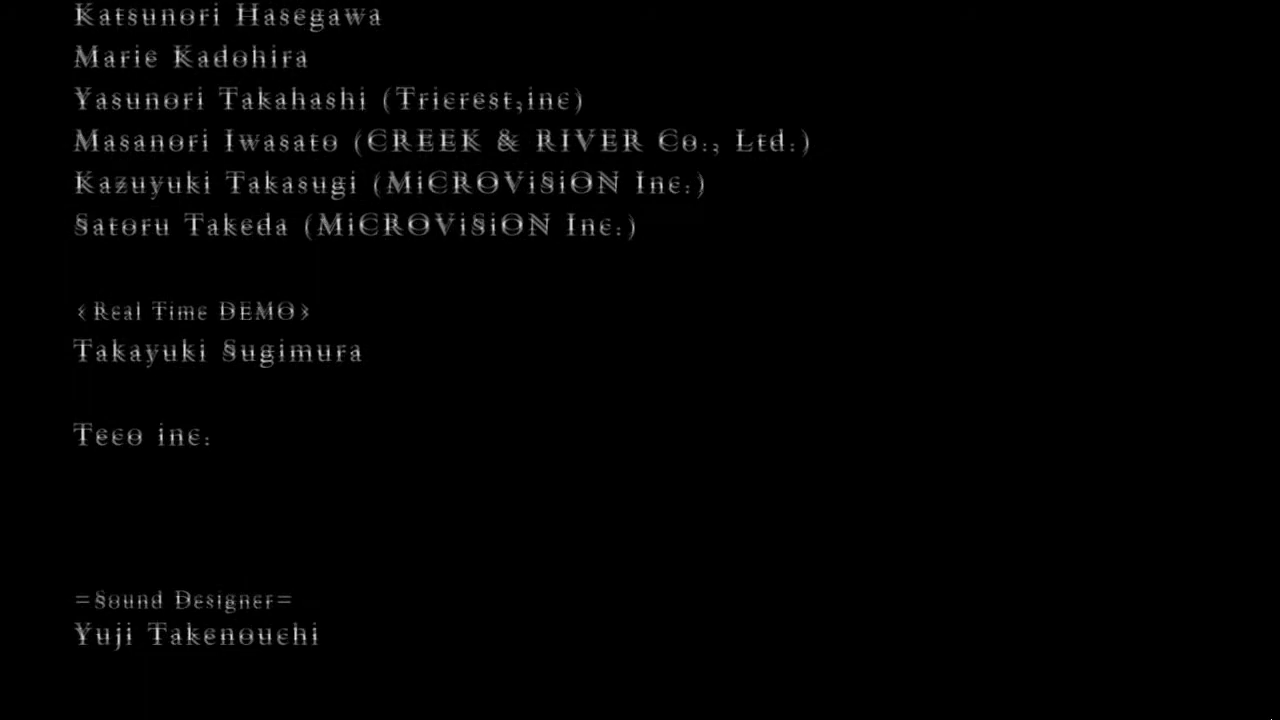 Katsunori Hasegawa
Marie Kadohira
Yasunori Takahashi (Tricrest,inc)
Masanori Iwasato (CREEK & RIVER Co., Ltd.)
Kazuyuki Takasugi (MiCROViSiON Inc.)
Satoru Takeda (MiCROViSiON Inc.)
<Real Time DEMO>
Takayuki Sugimura
Teco inc.
=Sound Designer=
Yuji Takenouchi